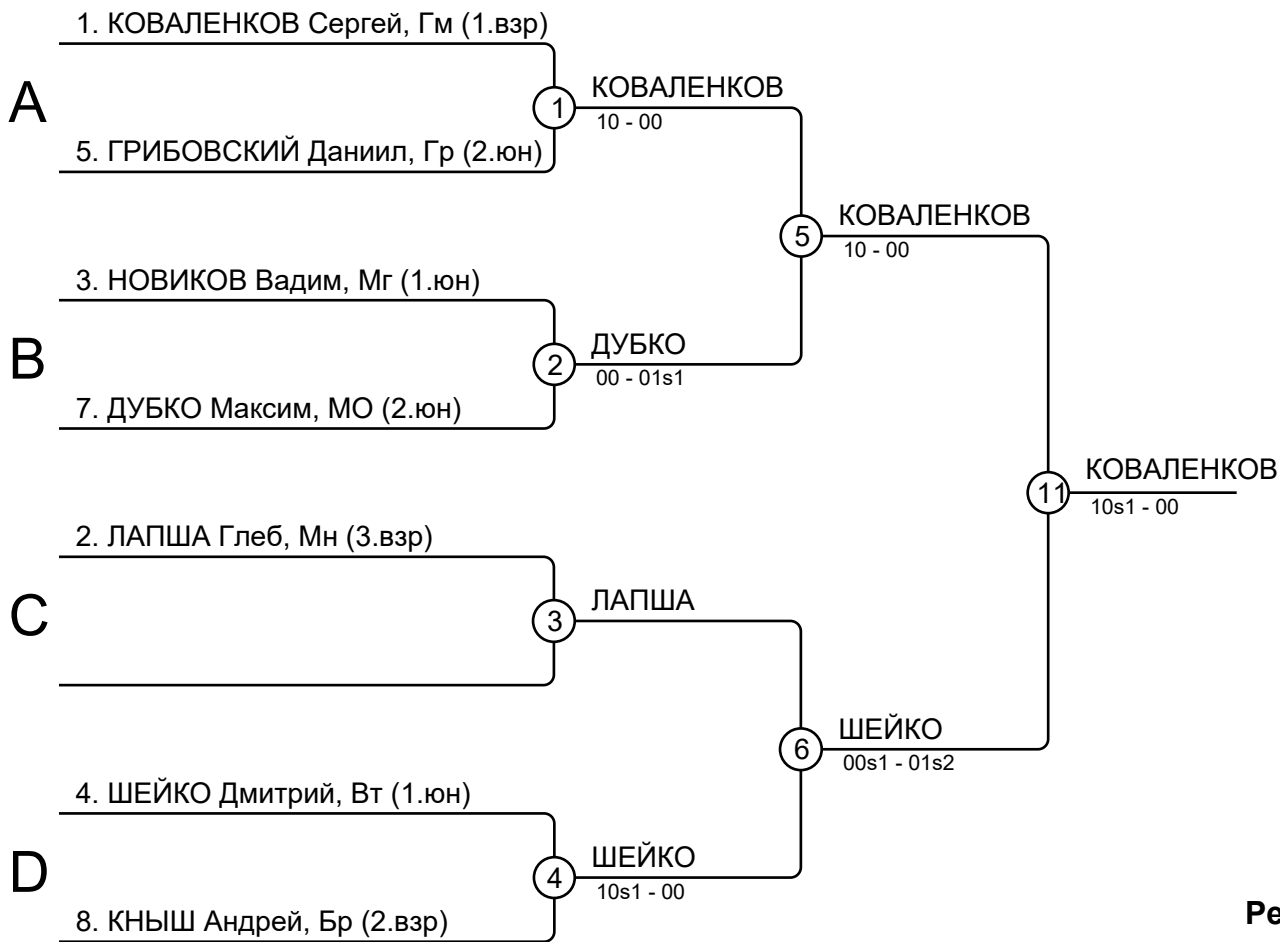 1. КОВАЛЕНКОВ Сергей, Гм (1.взр)
A
1
КОВАЛЕНКОВ
10 - 00
5. ГРИБОВСКИЙ Даниил, Гр (2.юн)
5
КОВАЛЕНКОВ
10 - 00
3. НОВИКОВ Вадим, Мг (1.юн)
B
2
ДУБКО
00 - 01s1
7. ДУБКО Максим, МО (2.юн)
11
КОВАЛЕНКОВ
10s1 - 00
2. ЛАПША Глеб, Мн (3.взр)
C
3
ЛАПША
6
ШЕЙКО
00s1 - 01s2
4. ШЕЙКО Дмитрий, Вт (1.юн)
D
4
ШЕЙКО
10s1 - 00
8. КНЫШ Андрей, Бр (2.взр)
Ре